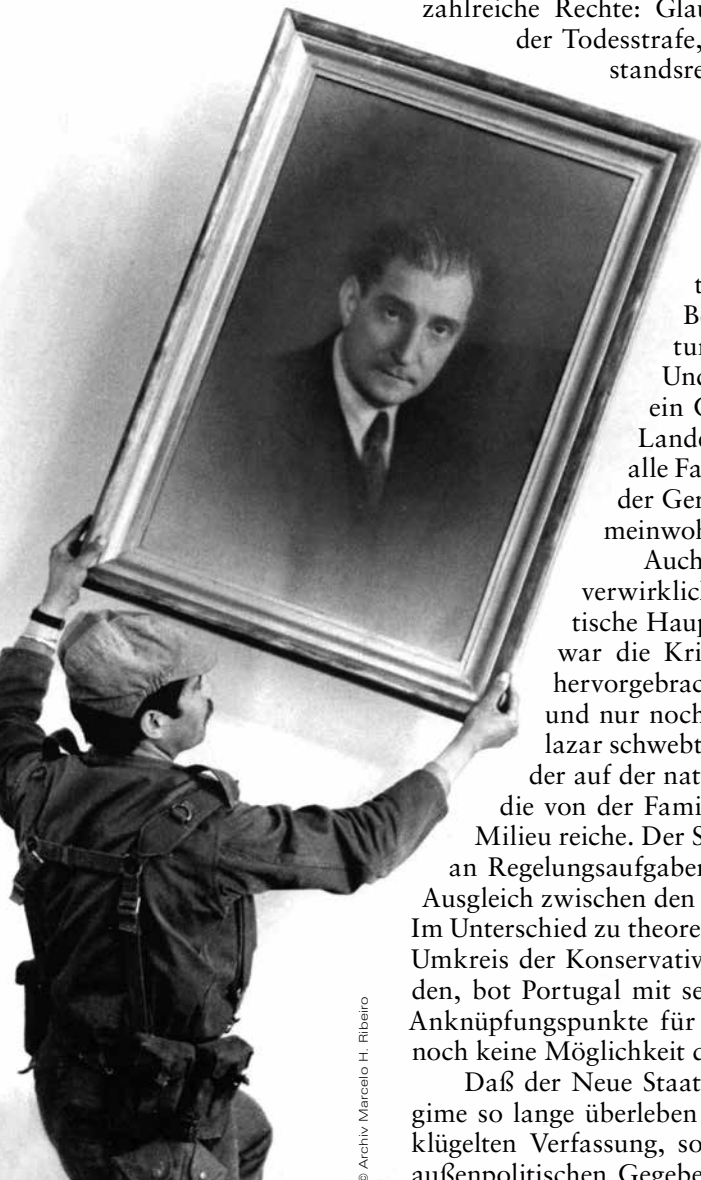 zahlreiche Rechte: Glau
der Todesstrafe,
standsre
t
Be
tur
Und
ein G
Lande
alle Fa
der Ger
meinwoh
Auch
verwirklich
tische Haup
war die Kri
hervorgebrac
und nur noch
lazar schwebt
der auf der nat
die von der Fami
Milieu reiche. Der S
an Regelungsaufgaben
Ausgleich zwischen den
Im Unterschied zu theore
Umkreis der Konservativ
den, bot Portugal mit se
Anknüpfungspunkte für
noch keine Möglichkeit d
Daß der Neue Staat
gime so lange überleben
klügelten Verfassung, so
außenpolitischen Gegebe
© Archiv Marcelo H. Ribeiro